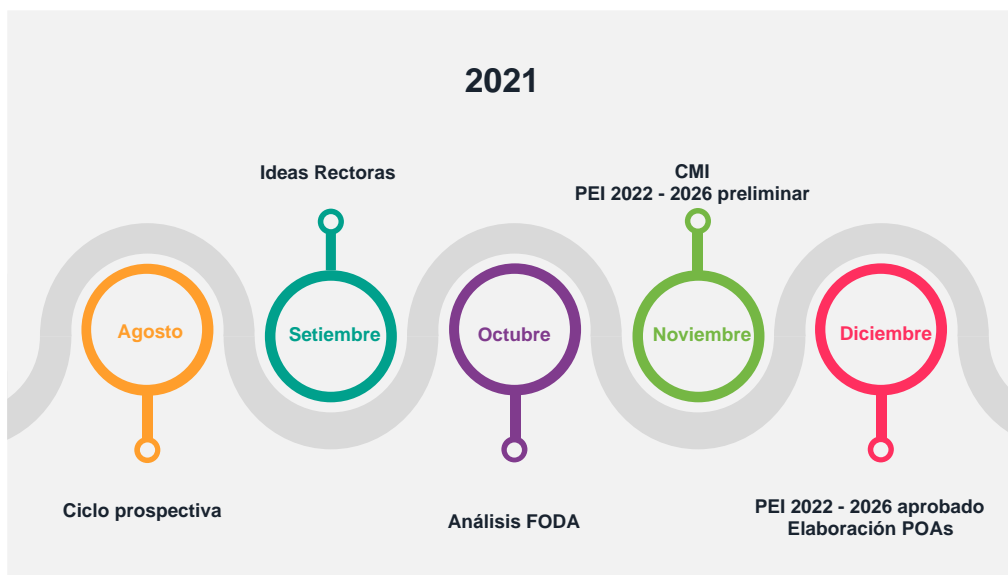 2021
Ideas Rectoras
CMI
PEI 2022 - 2026 preliminar
Agosto
Setiembre
Octubre
Noviembre
Diciembre
Ciclo prospectiva
Análisis FODA
PEI 2022 - 2026 aprobado
Elaboración POAs